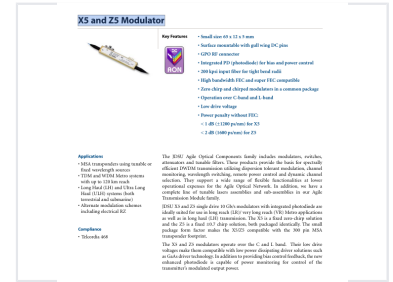 X5 and Z5 Modulator
Key Features
• Small size 65 x 12 x 5 mm
• Surface mountable with gull wing DC pins
• GPO RF connector
• Integrated PD (photodiode) for bias and power control
• 200 kpsi input fiber for tight bend radii
• High bandwidth FEC and super FEC compatible
• Zero chirp and chirped modulators in a common package
• Operation over C-band and L-band
• Low drive voltage
• Power penalty without FEC:
< 1 dB (±1200 ps/nm) for X5
< 2 dB (1600 ps/nm) for Z5
Applications
• MSA transponders using tunable or
fixed wavelength sources
• TDM and WDM Metro systems
with up to 120 km reach
• Long Haul (LH) and Ultra Long
Haul (ULH) systems (both
terrestrial and submarine)
• Alternate modulation schemes
including electrical RZ
Compliance
• Telcordia 468
The JDSU Agile Optical Components family includes modulators, switches,
attenuators and tunable filters. These products provide the basis for spectrally
efficient DWDM transmission utilizing dispersion tolerant modulation, channel
monitoring, wavelength switching, remote power control and dynamic channel
selection. They support a wide range of flexible functionalities at lower
operational expenses for the Agile Optical Network. In addition, we have a
complete line of tunable optical components and sub-assemblies in our Agile
Transmission Module family.
JDSU X5 and Z5 single drive 10 Gb/s modulators with integrated photodiode are
ideally suited for use in long reach (LR)/ very long reach (VR) Metro applications
as well as in long haul (LH) transmission. The X5 is a fixed zero-chirp solution
and the Z5 is a fixed ±0.7 chirp solution, both packaged identically. The small
package form factor makes the X5/Z5 compatible with the 300 pin MSA
transponder footprint.
The X5 and Z5 modulators operate over the C and L band. Their low drive
voltage makes them compatible with low power dissipation driver solutions such
as GaAs driver technology. In addition to providing bias control feedback, the new
enhanced photodiode is capable of power monitoring for control of the
transmitter's modulated output power.